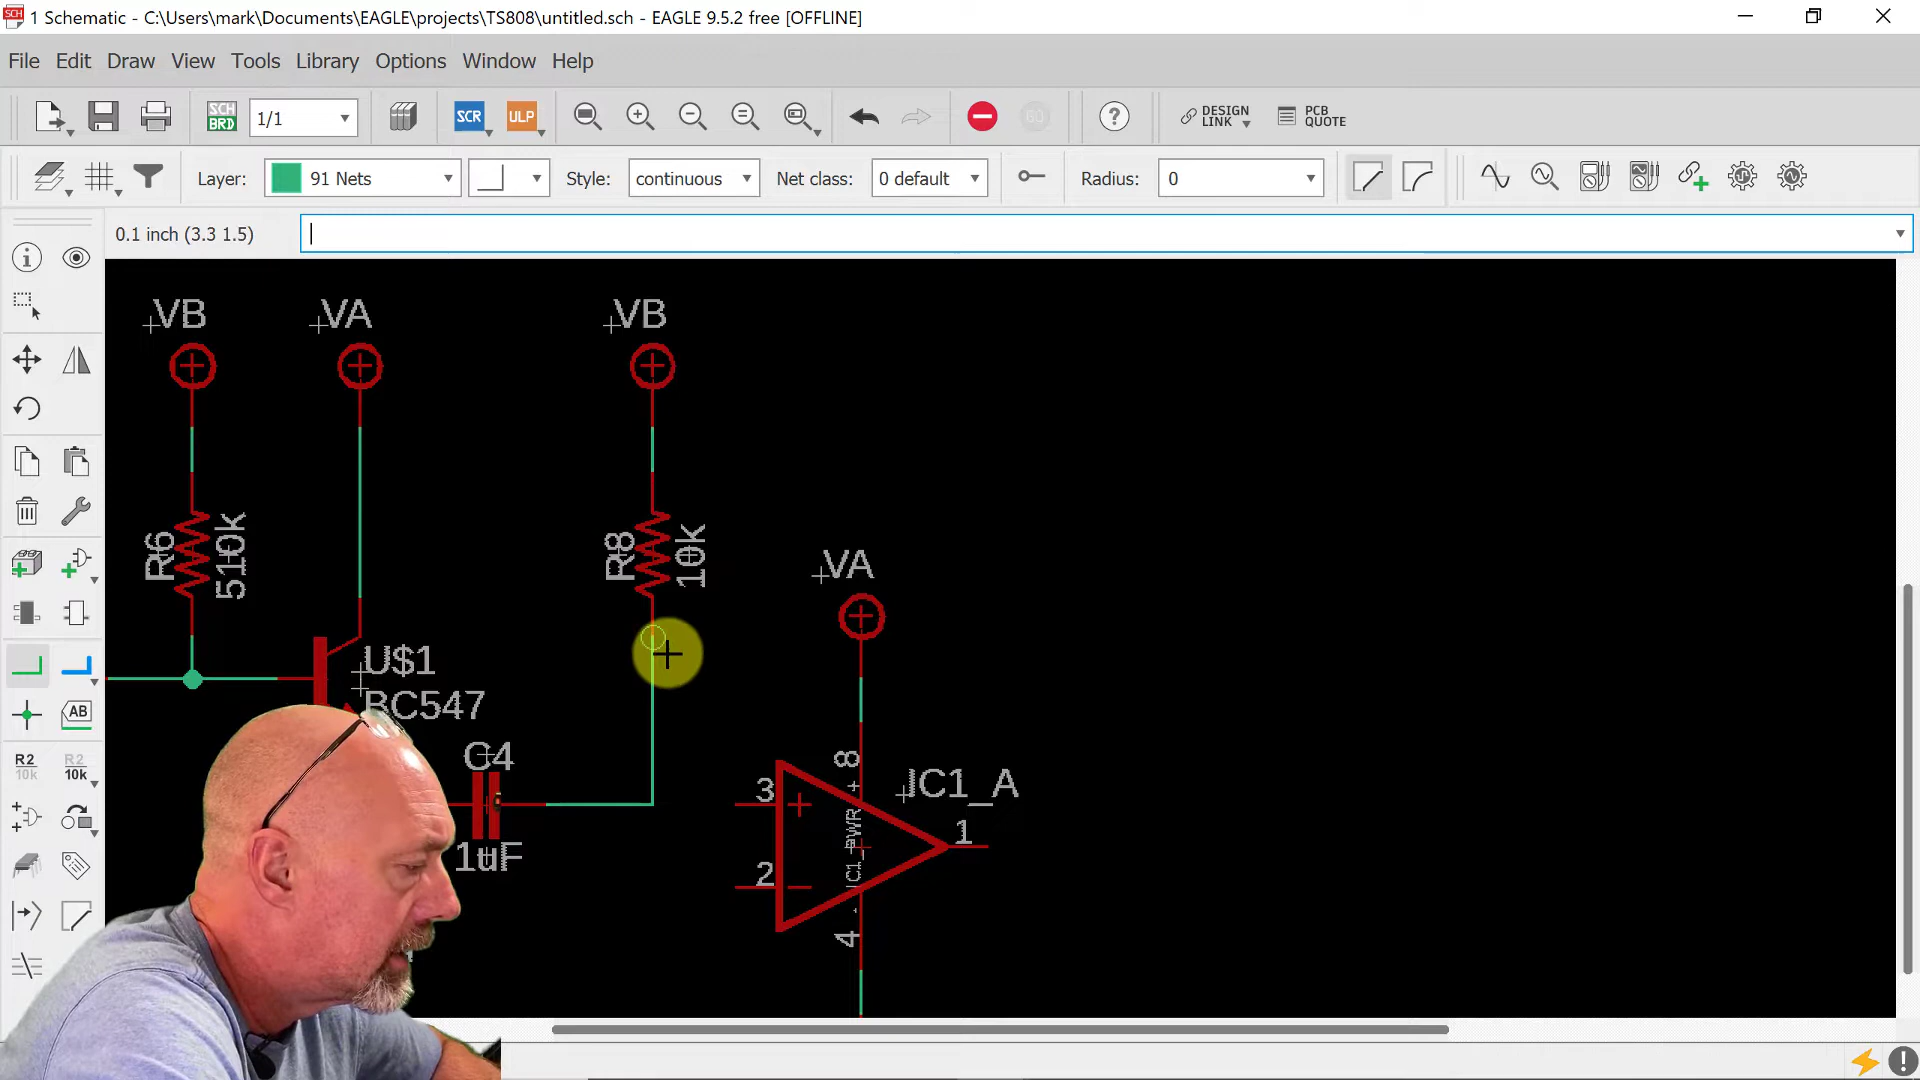 1 Schematic - C:\Users\mark\Documents\EAGLE\projects\TS808\untitled.sch - EAGLE 9.5.2 free [OFFLINE]
File Edit Draw View Tools Library Options Window Help
SCH BRD 1/1 SCR ULP DESIGN LINK PCB QUOTE
Layer: 91 Nets Style: continuous Net class: 0 default Radius: 0
0.1 inch (3.3 1.5)
VB VA VB
R6 510k R8 10k
VA
U$1
BC547
AB
C4
R2 10k R2 10k
8
3 IC1_A
1uF
1
2
IC1 PWR
4